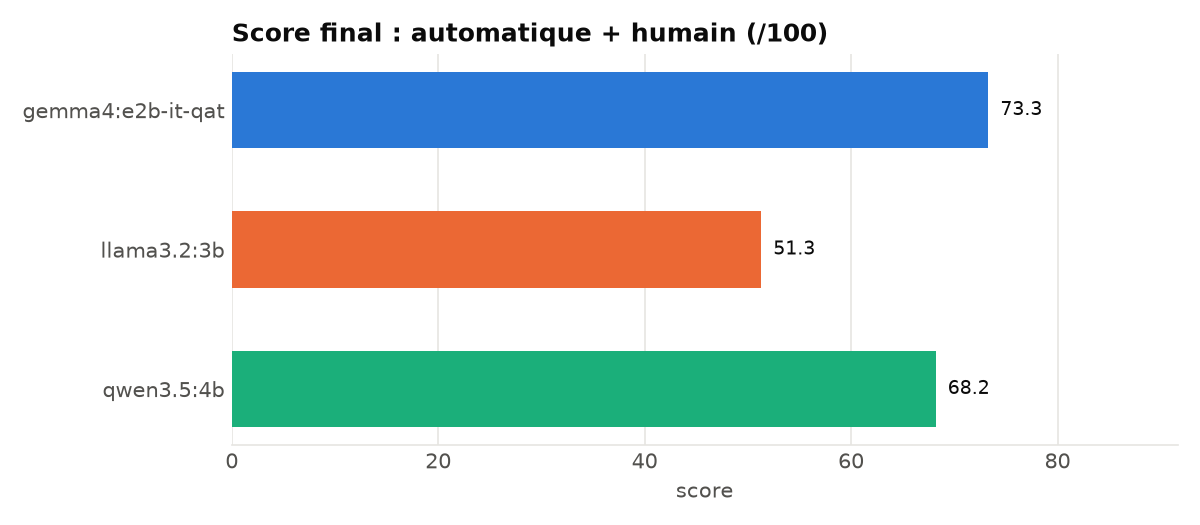 Score final : automatique + humain (/100)
gemma4:e2b-it-qat
73.3
llama3.2:3b
51.3
qwen3.5:4b
68.2
0 20 40 60 80
score